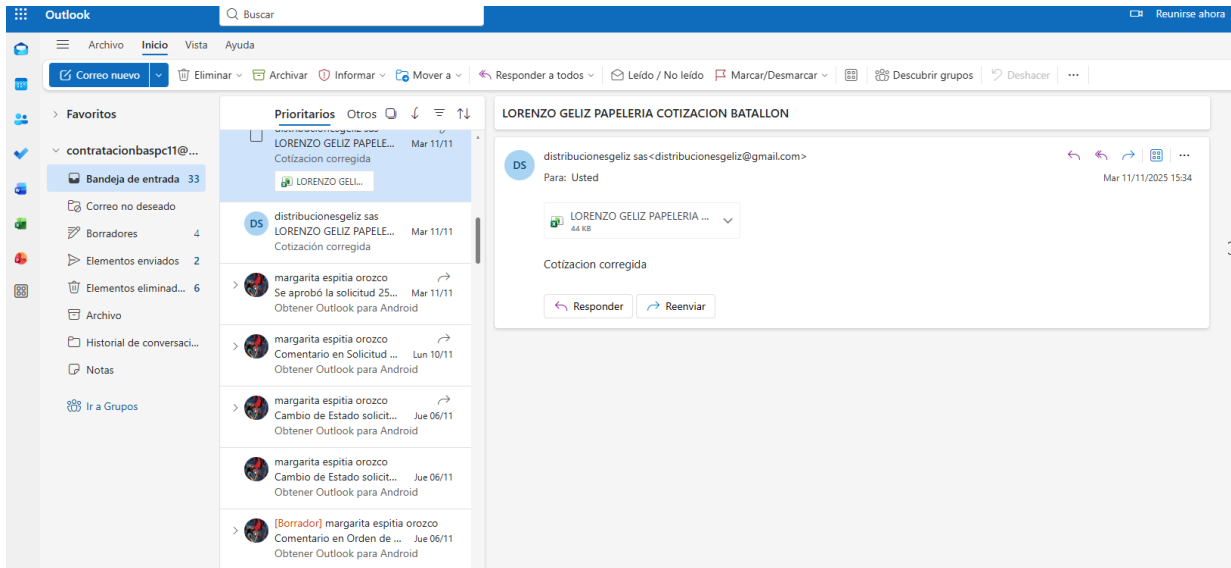 Outlook
Buscar
Reunirse ahora
Archivo Inicio Vista Ayuda
Correo nuevo Eliminar Archivar Informar Mover a Responder a todos Leído / No leído Marcar/Desmarcar Descubrir grupos Deshacer ...
Favoritos
contratacionbaspc11@...
Bandeja de entrada 33
Correo no deseado
Borradores 4
Elementos enviados 2
Elementos eliminad... 6
Archivo
Historial de conversaci...
Notas
Ir a Grupos
Prioritarios Otros
distribucionesgeliz sas
LORENZO GELIZ PAPELE... Mar 11/11
Cotízacion corregida
LORENZO GELI...
DS
distribucionesgeliz sas
LORENZO GELIZ PAPELE... Mar 11/11
Cotización corregida
margarita espitia orozco
Se aprobó la solicitud 25... Mar 11/11
Obtener Outlook para Android
margarita espitia orozco
Comentario en Solicitud ... Lun 10/11
Obtener Outlook para Android
margarita espitia orozco
Cambio de Estado solicit... Jue 06/11
Obtener Outlook para Android
margarita espitia orozco
Cambio de Estado solicit... Jue 06/11
Obtener Outlook para Android
[Borrador] margarita espitia orozco
Comentario en Orden de ... Jue 06/11
Obtener Outlook para Android
LORENZO GELIZ PAPELERIA COTIZACION BATALLON
DS
distribucionesgeliz sas<distribucionesgeliz@gmail.com>
Para: Usted
Mar 11/11/2025 15:34
LORENZO GELIZ PAPELERIA ...
44 KB
Cotízacion corregida
Responder Reenviar